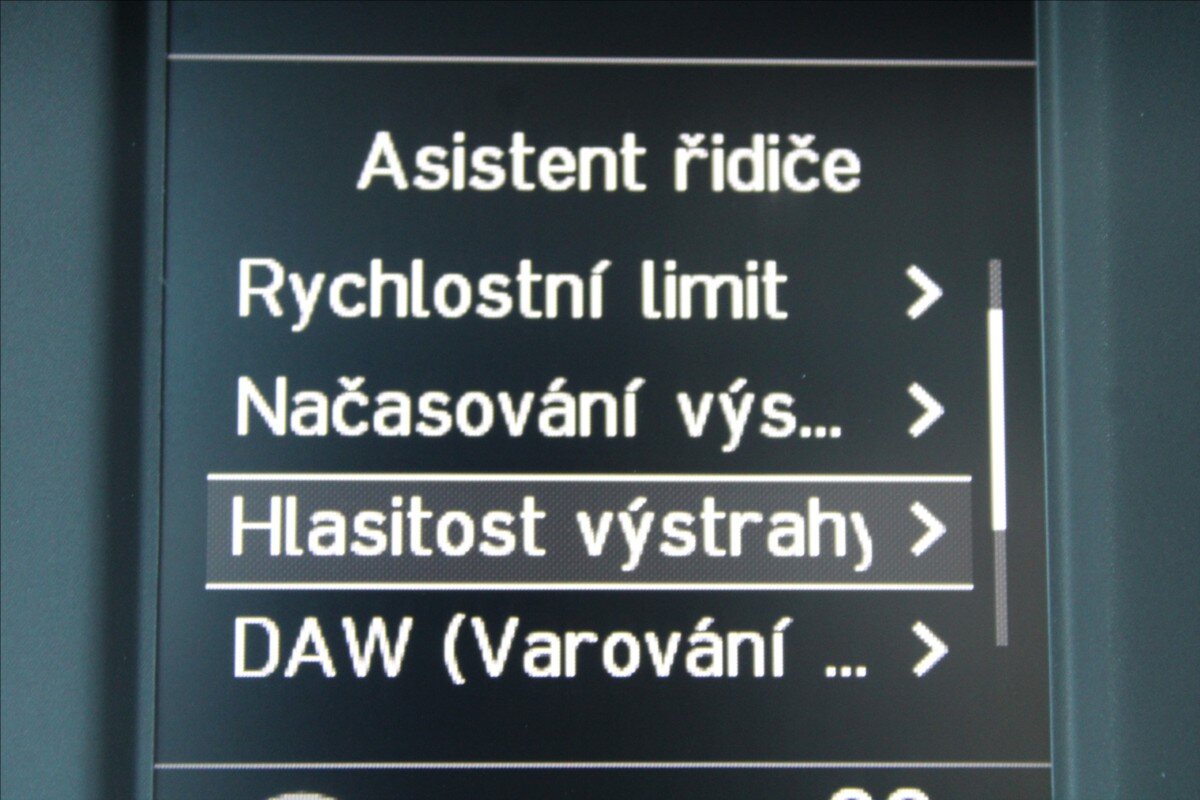 Asistent řidiče
Rychlostní limit
Načasování výs...
Hlasitost výstrahy
DAW (Varování ...